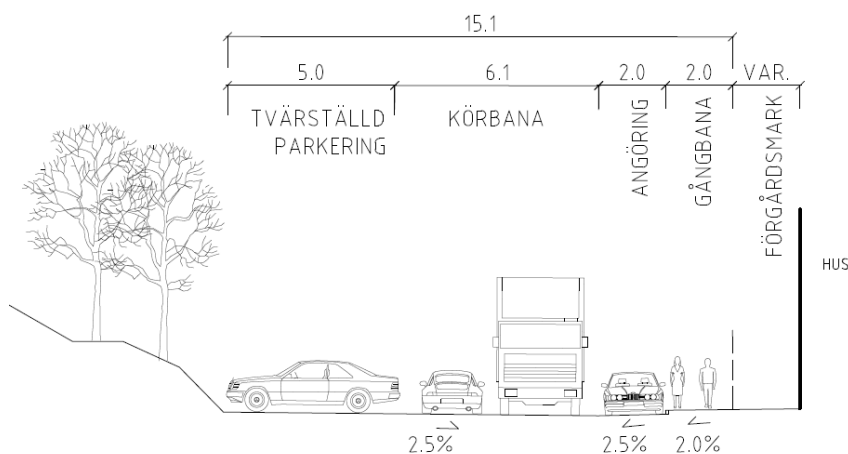 15.1
5.0
6.1
2.0
2.0
VAR.
TVÄRSTÄLLD
PARKERING
KÖRBANA
ANGÖRING
GÅNGBANA
FÖRGÅRDSMARK
HUS
2.5%
2.5%
2.0%